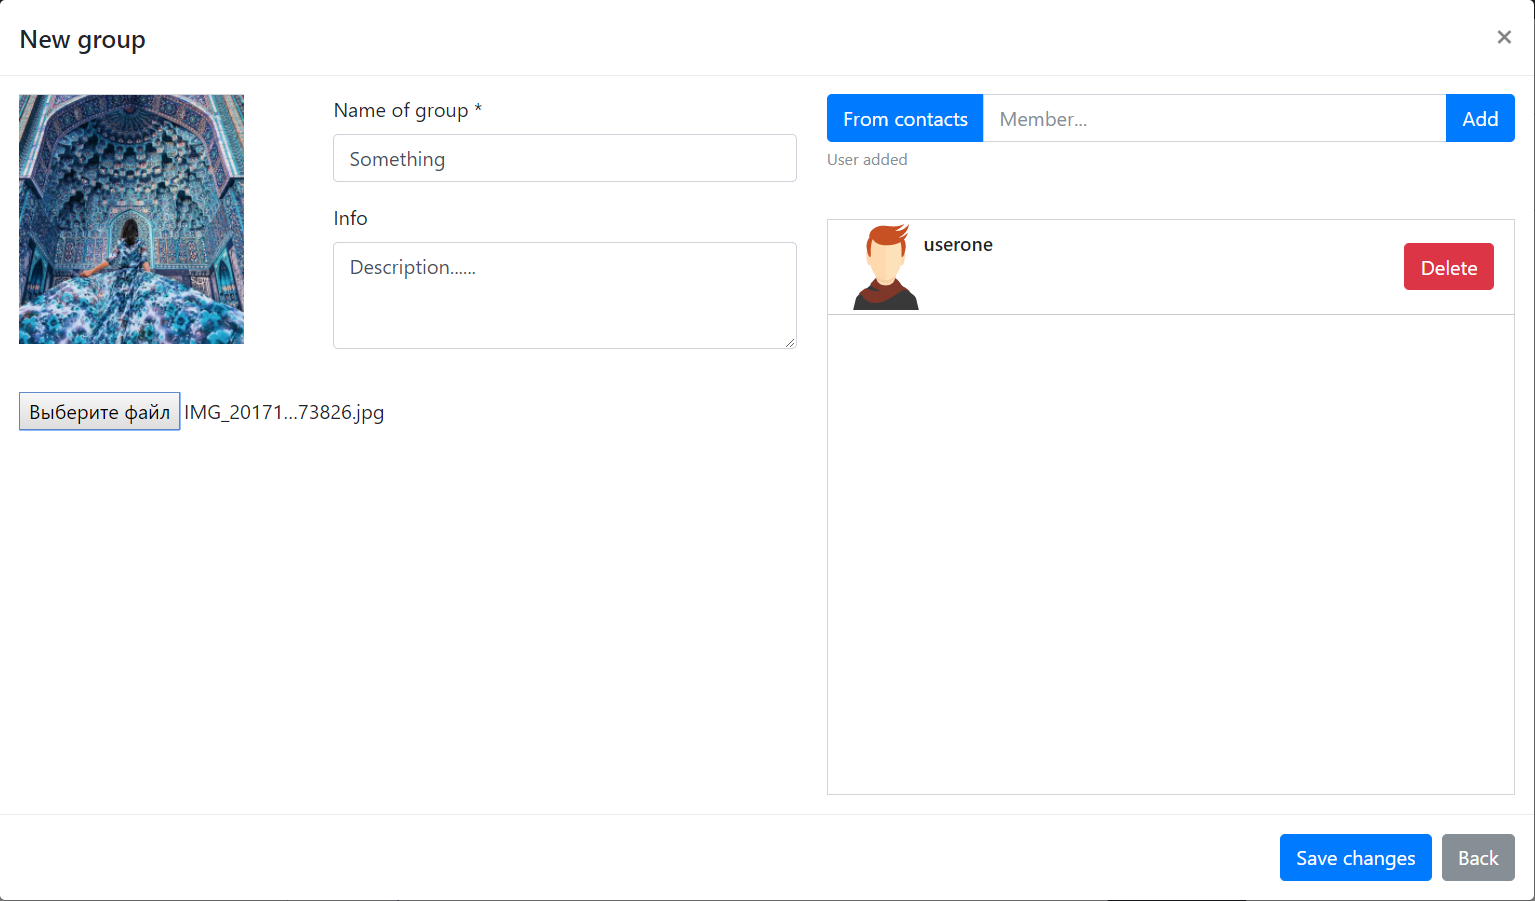 New group
×
Name of group *
Something
Info
Description......
Выберите файл IMG_20171...73826.jpg
From contacts Member... Add
User added
userone
Delete
Save changes Back